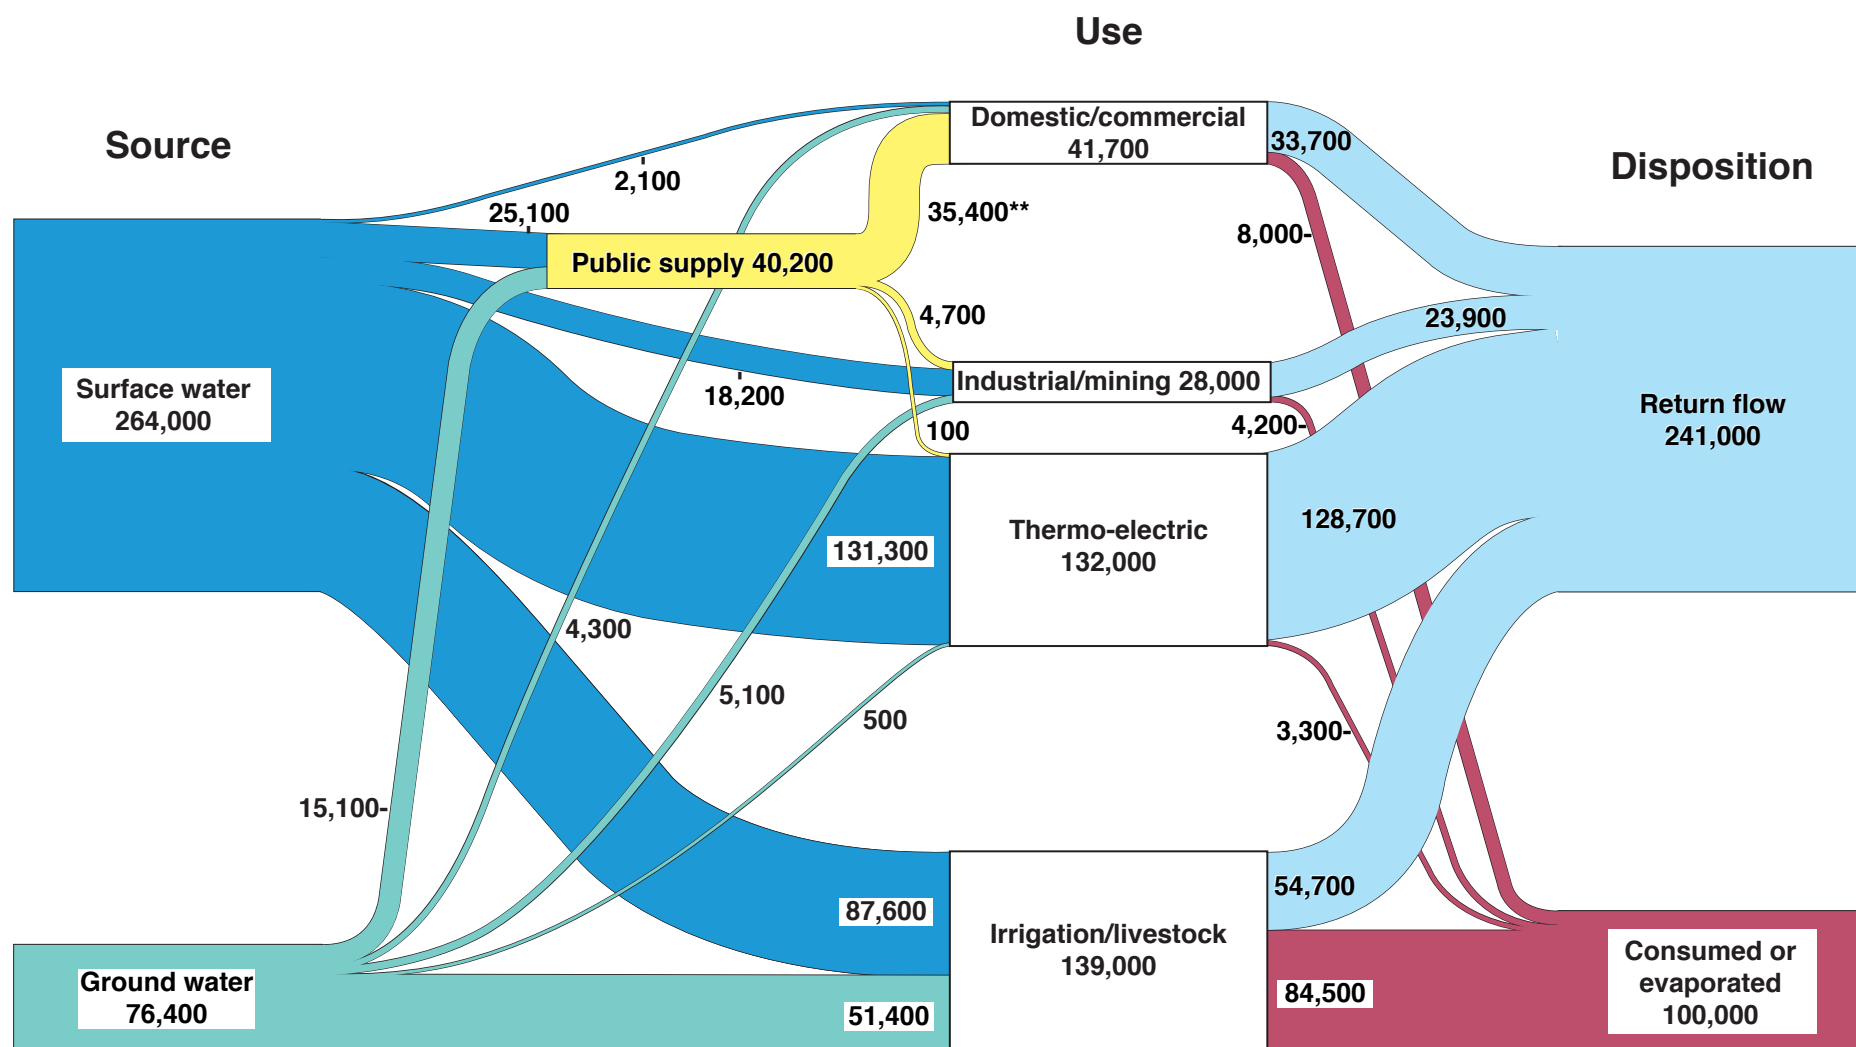 Use
Source
Disposition
Domestic/commercial
41,700
33,700
2,100
25,100
35,400**
8,000-
Public supply 40,200
4,700
23,900
Surface water
264,000
18,200
Industrial/mining 28,000
4,200-
100
Return flow
241,000
131,300
Thermo-electric
132,000
128,700
4,300
5,100
500
3,300-
15,100-
87,600
Irrigation/livestock
139,000
54,700
Ground water
76,400
51,400
84,500
Consumed or
evaporated
100,000